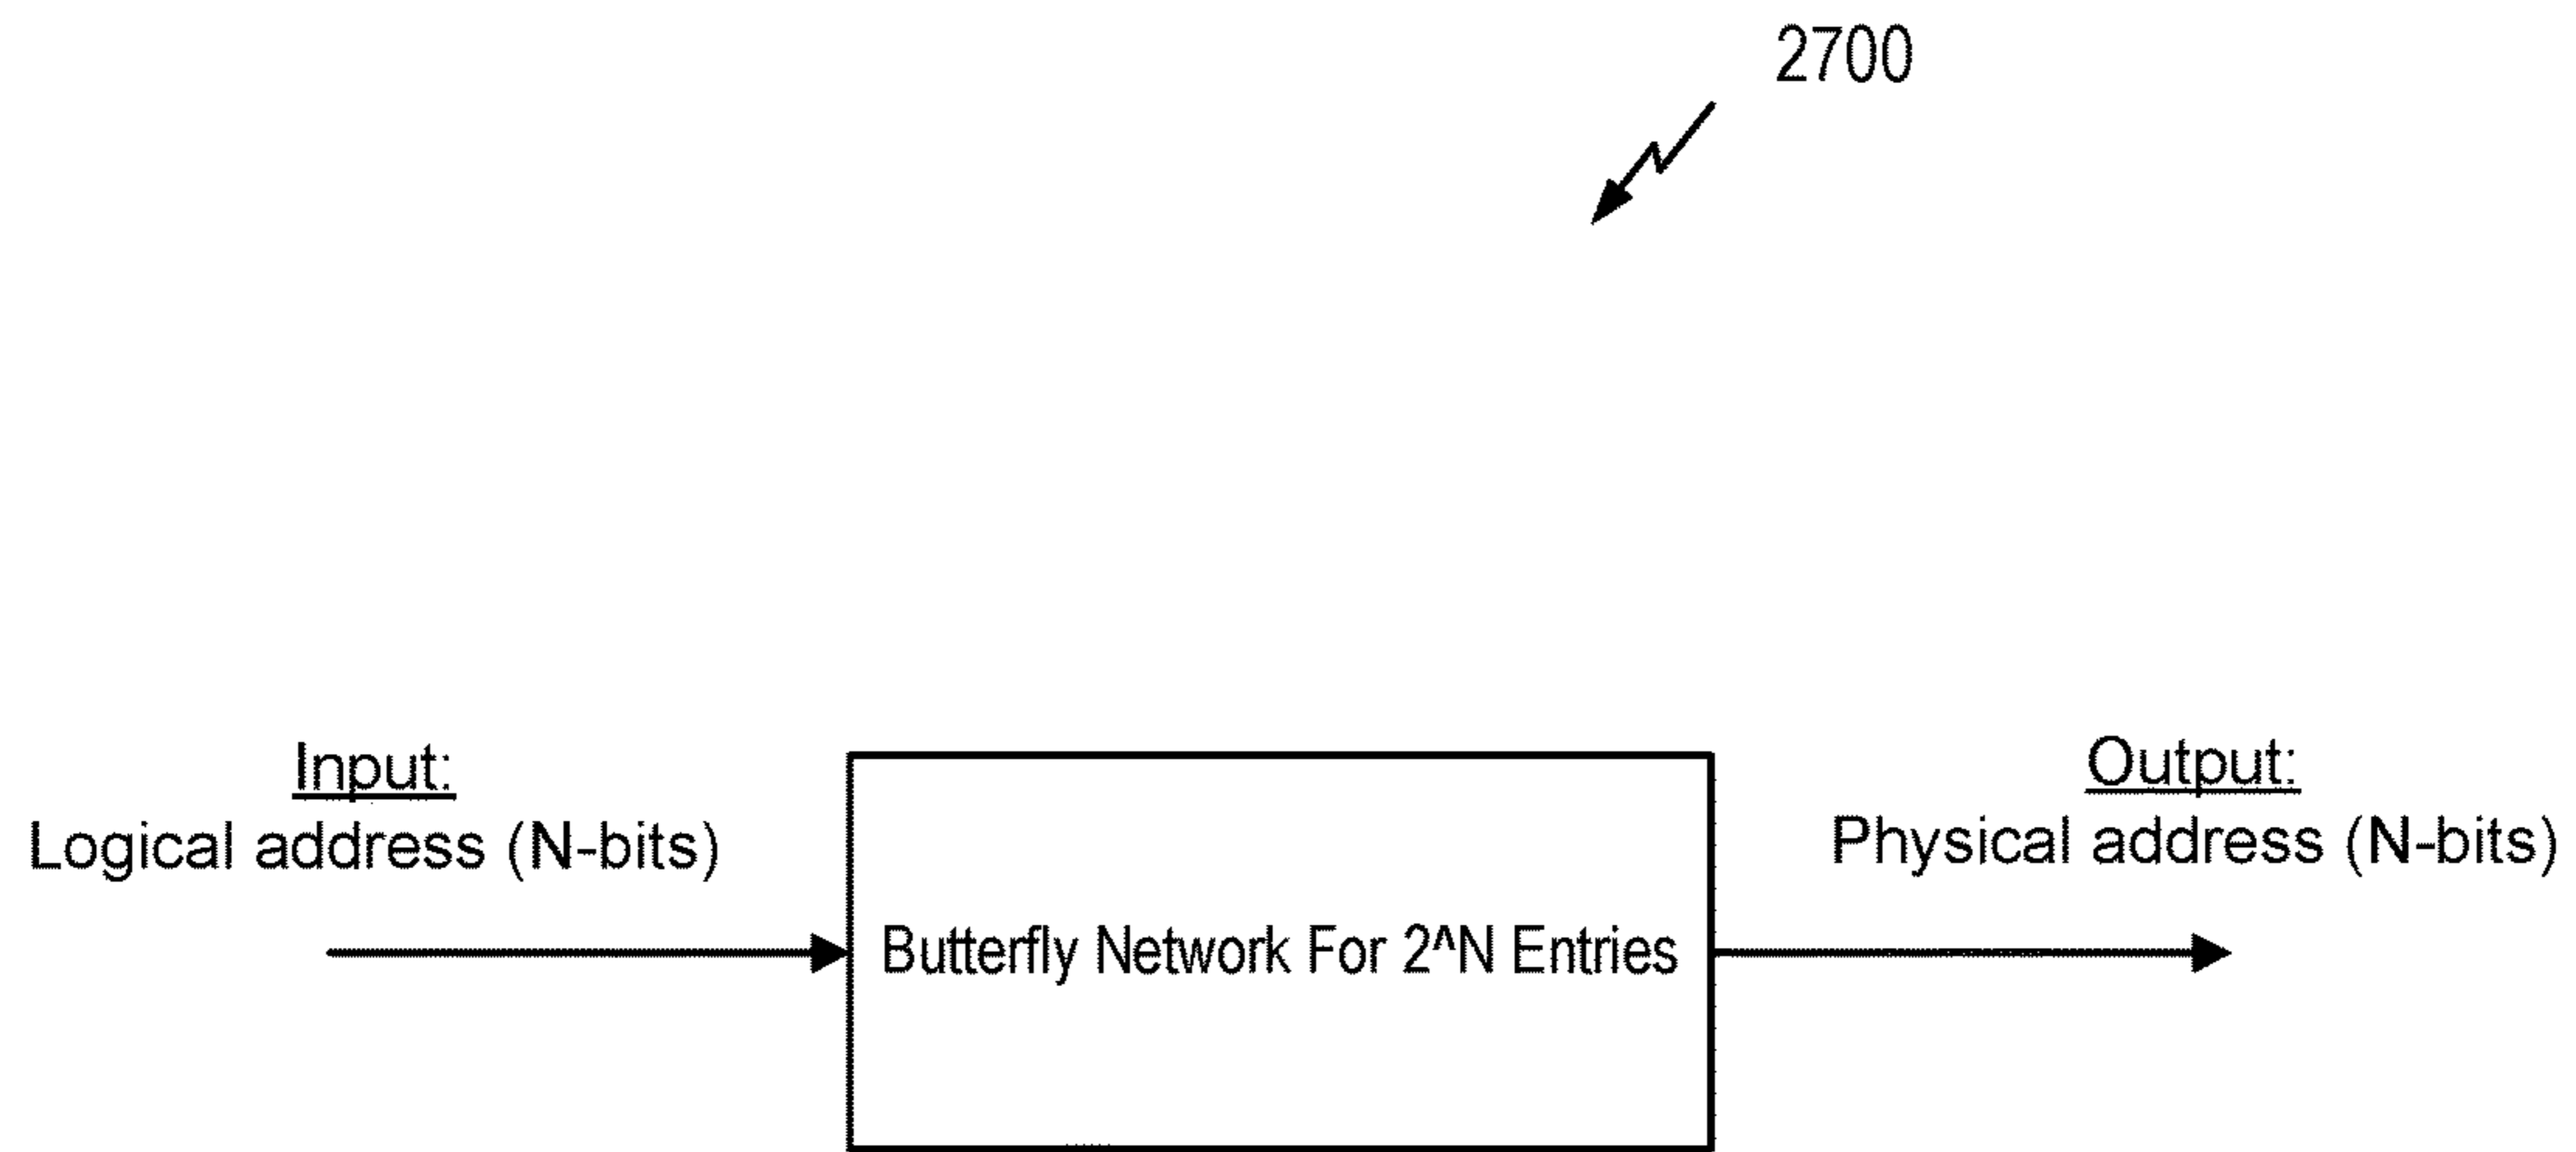 2700
Input:
Logical address (N-bits)
Butterfly Network For 2^N Entries
Output:
Physical address (N-bits)